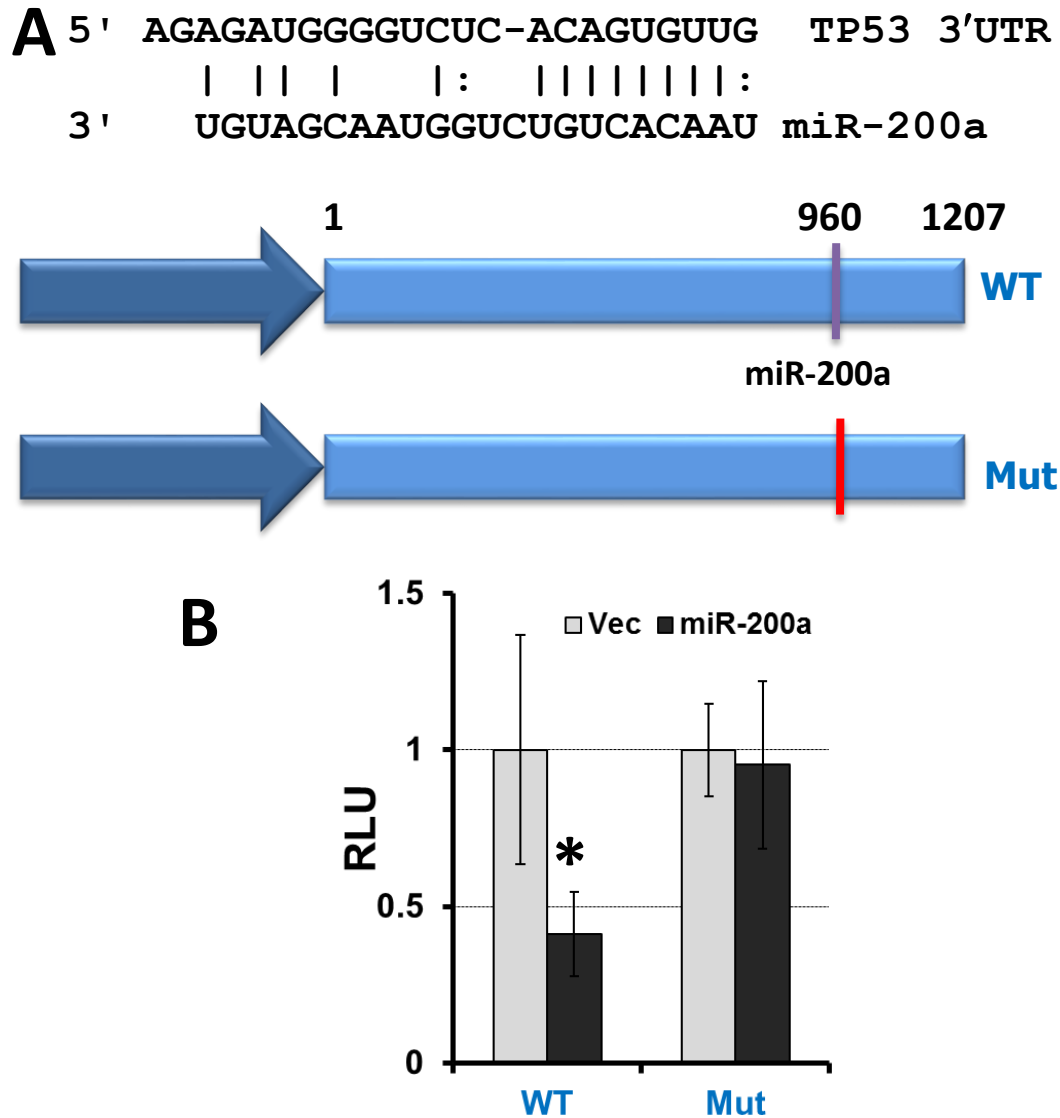 A 5' AGAGAUGGGGUCUC-ACAGUGUUG TP53 3'UTR
| || | |: ||||||||:
3' UGUAGCAAUGGUCUGUCACAAU miR-200a
1 960 1207
WT
miR-200a
Mut
B
1.5
Vec miR-200a
1
RLU
*
0.5
0
WT Mut